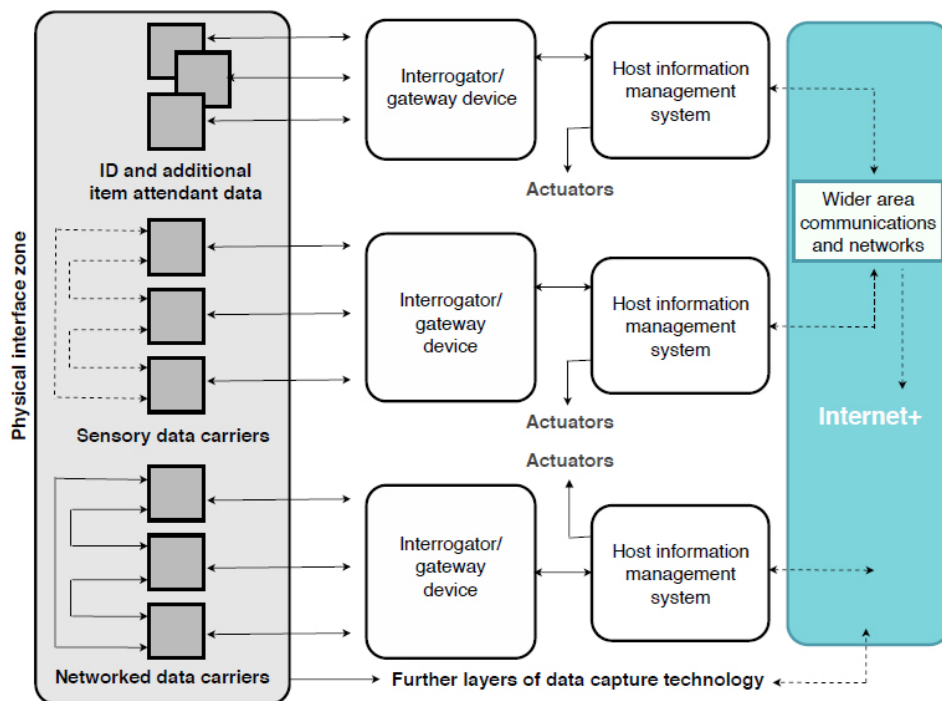 Physical interface zone
ID and additional
item attendant data
Interrogator/
gateway device
Host information
management
system
Actuators
Wider area
communications
and networks
Sensory data carriers
Interrogator/
gateway
device
Host information
management
system
Actuators
Internet+
Networked data carriers
Interrogator/
gateway
device
Actuators
Host information
management
system
Further layers of data capture technology